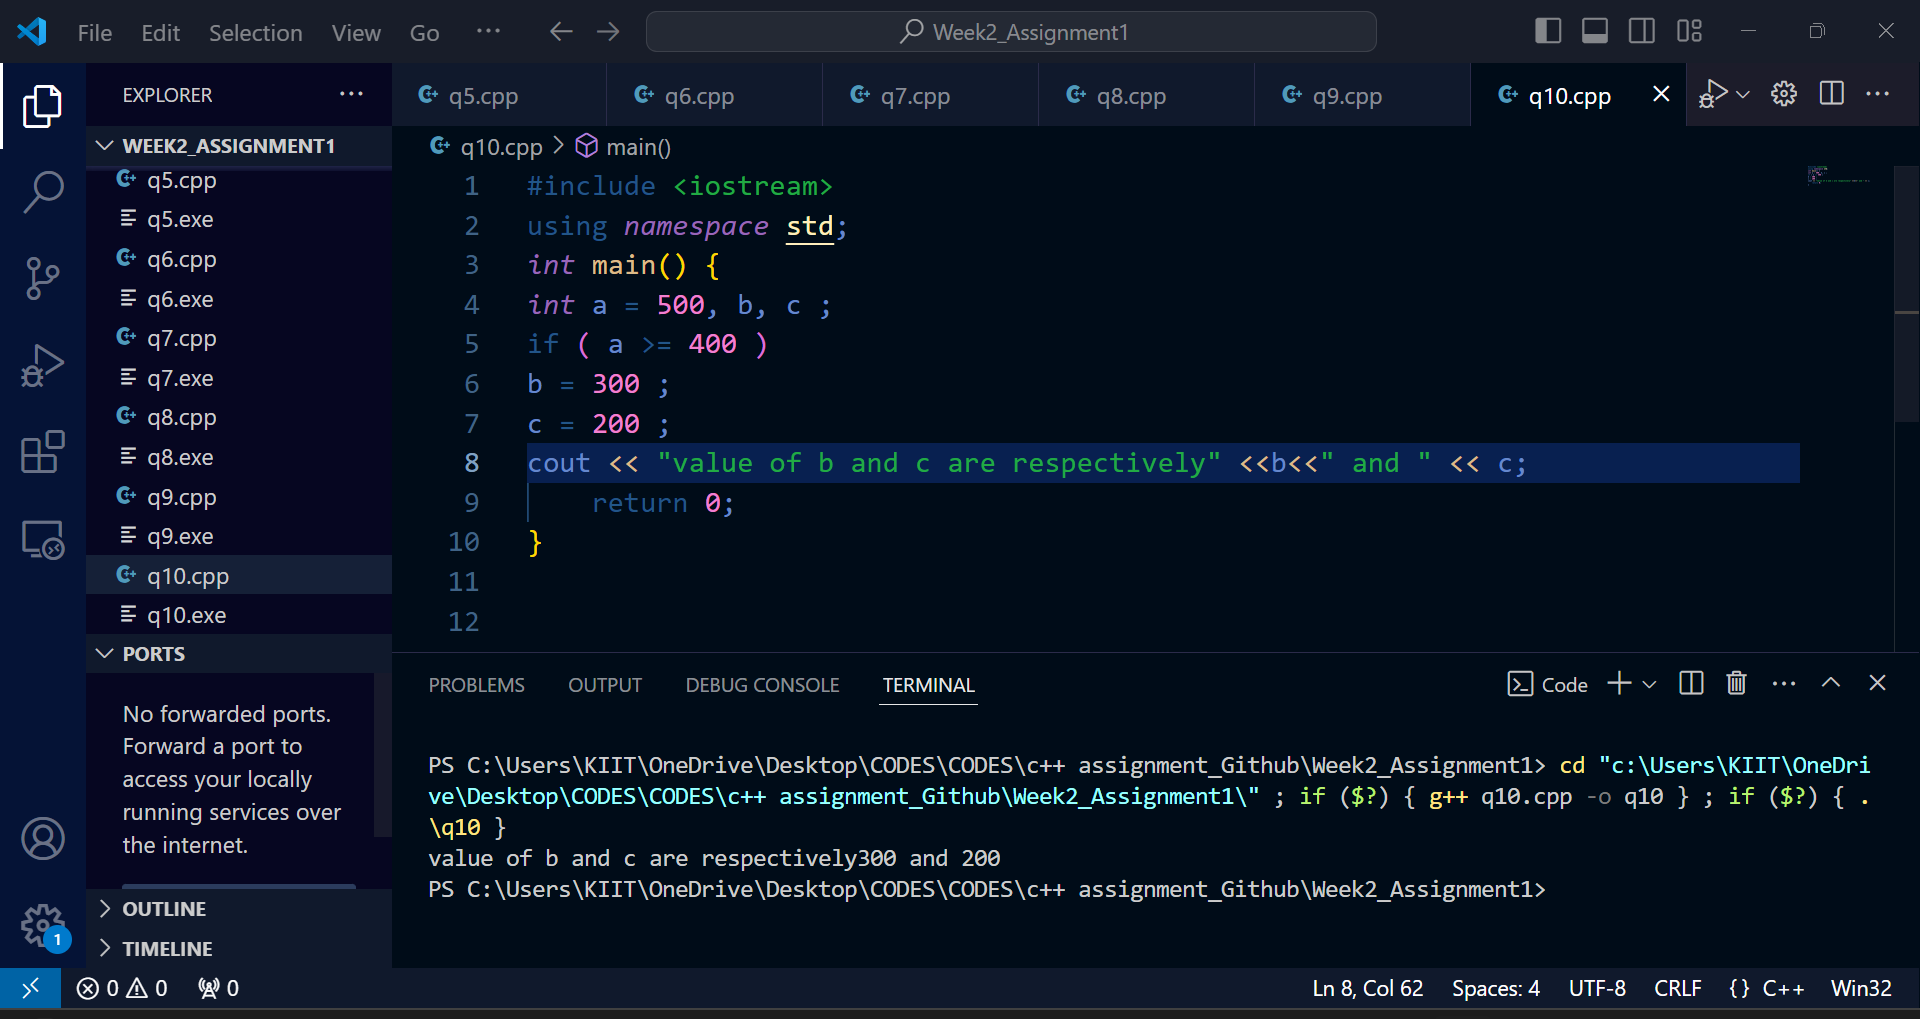 File Edit Selection View Go ··· Week2_Assignment1
EXPLORER ···
WEEK2_ASSIGNMENT1
q5.cpp
q5.exe
q6.cpp
q6.exe
q7.cpp
q7.exe
q8.cpp
q8.exe
q9.cpp
q9.exe
q10.cpp
q10.exe
PORTS
No forwarded ports.
Forward a port to
access your locally
running services over
the internet.
OUTLINE
TIMELINE
1
q5.cpp q6.cpp q7.cpp q8.cpp q9.cpp q10.cpp
q10.cpp > main()
1 #include <iostream>
2 using namespace std;
3 int main() {
4 int a = 500, b, c ;
5 if ( a >= 400 )
6 b = 300 ;
7 c = 200 ;
8 cout << "value of b and c are respectively" <<b<<" and " << c;
9 return 0;
10 }
11
12
PROBLEMS OUTPUT DEBUG CONSOLE TERMINAL Code
PS C:\Users\KIIT\OneDrive\Desktop\CODES\CODES\c++ assignment_Github\Week2_Assignment1> cd "c:\Users\KIIT\OneDri
ve\Desktop\CODES\CODES\c++ assignment_Github\Week2_Assignment1\" ; if ($?) { g++ q10.cpp -o q10 } ; if ($?) { .
\q10 }
value of b and c are respectively300 and 200
PS C:\Users\KIIT\OneDrive\Desktop\CODES\CODES\c++ assignment_Github\Week2_Assignment1>
0 0 0 Ln 8, Col 62 Spaces: 4 UTF-8 CRLF {} C++ Win32